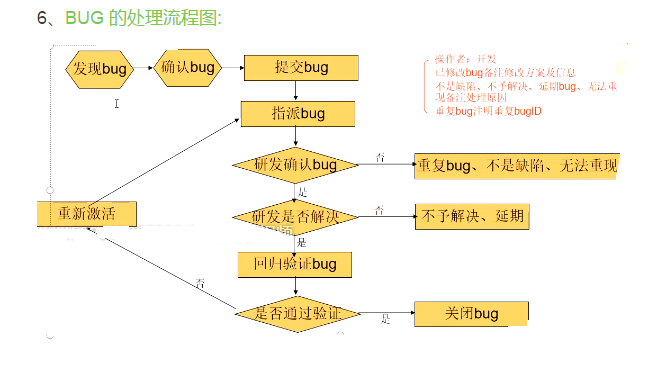 6、BUG 的处理流程图:
发现bug
确认bug
提交bug
操作者：开发
已修改bug备注修改方案及信息
不是缺陷、不予解决、延期bug、无法重
现备注处理原因
重复bug注明重复bugID
指派bug
研发确认bug
否
重复bug、不是缺陷、无法重现
是
重新激活
研发是否解决
否
不予解决、延期
是
回归验证bug
否
是否通过验证
是
关闭bug